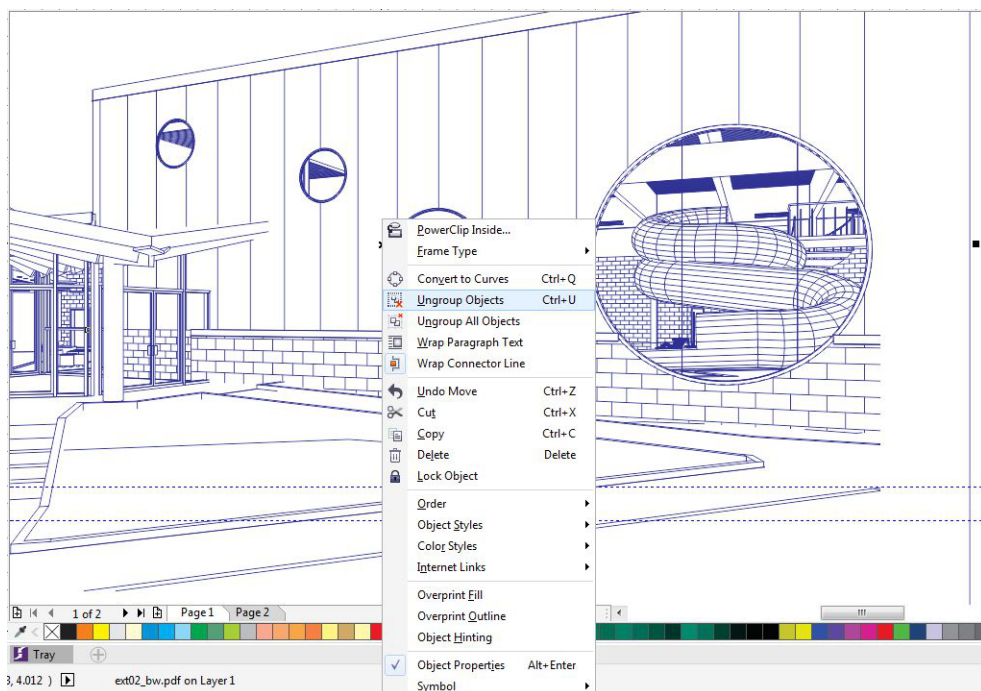 PowerClip Inside...
Frame Type
Convert to Curves Ctrl+Q
Ungroup Objects Ctrl+U
Ungroup All Objects
Wrap Paragraph Text
Wrap Connector Line
Undo Move Ctrl+Z
Cut Ctrl+X
Copy Ctrl+C
Delete Delete
Lock Object
Order
Object Styles
Color Styles
Internet Links
Overprint Fill
Overprint Outline
Object Hinting
Object Properties Alt+Enter
Symbol
1 of 2 Page 1 Page 2
Tray
, 4.012 ) ext02_bw.pdf on Layer 1